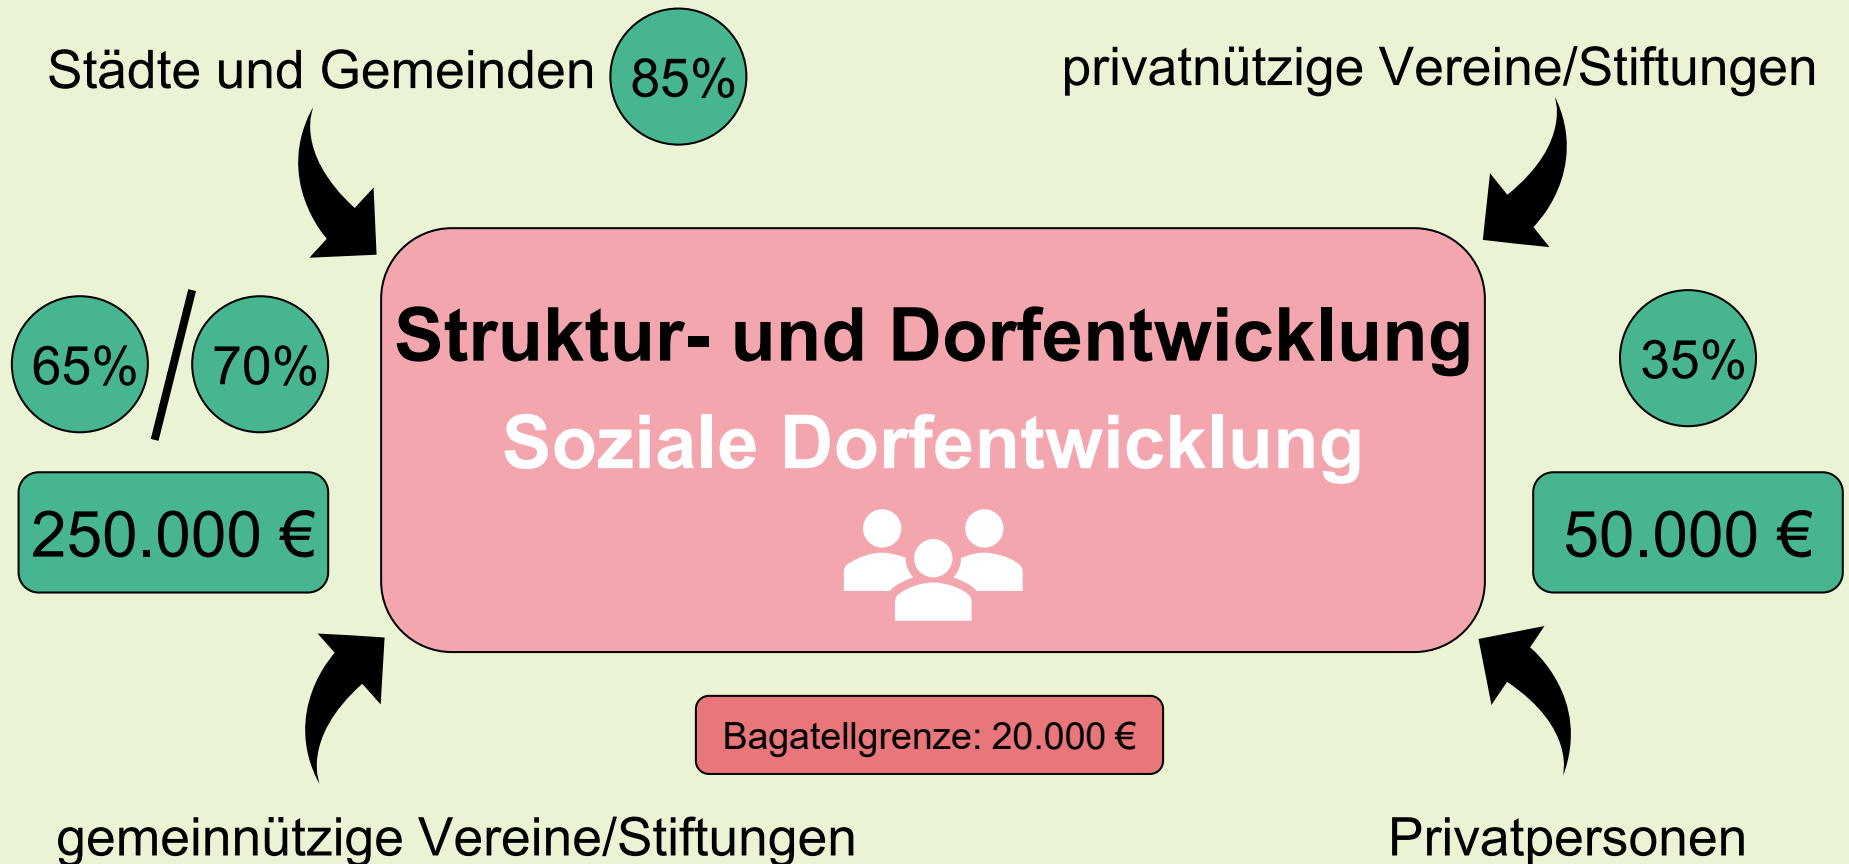 Städte und Gemeinden
85%
privatnützige Vereine/Stiftungen
65%
/
70%
Struktur- und Dorfentwicklung
Soziale Dorfentwicklung
35%
250.000 €
50.000 €
Bagatellgrenze: 20.000 €
gemeinnützige Vereine/Stiftungen
Privatpersonen